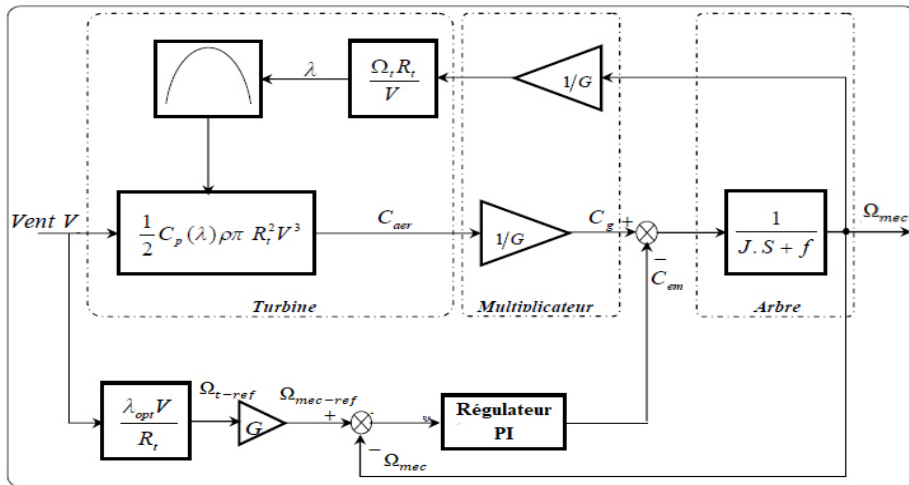 λ
Ω_t R_t / V
1/G
Vent V
1/2 C_p(λ)ρπ R_t^2 V^3
C_aer
1/G
C_g +
−
C_em
1 / J.S + f
Ω_mec
Turbine
Multiplicateur
Arbre
λ_opt V / R_t
Ω_t-ref
G
Ω_mec-ref
+
−
Ω_mec
Régulateur
PI